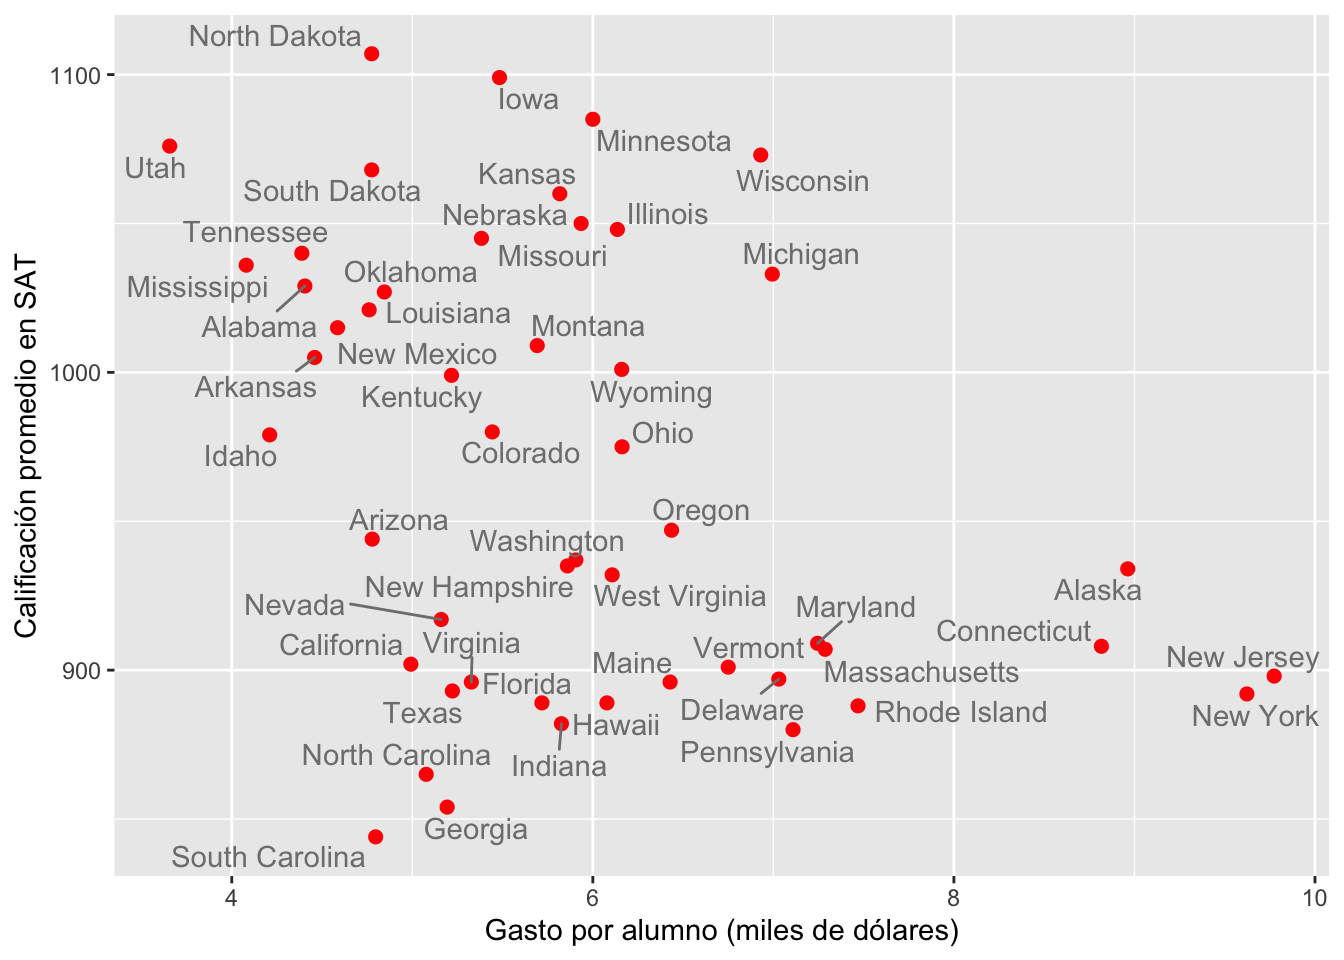 North Dakota
1100
Iowa
Minnesota
Utah
Kansas
Wisconsin
South Dakota
Nebraska
Illinois
Tennessee
Missouri
Michigan
Oklahoma
Mississippi
Louisiana
Alabama
Montana
New Mexico
1000
Arkansas
Kentucky
Wyoming
Ohio
Idaho
Colorado
Oregon
Arizona
Washington
New Hampshire
Alaska
West Virginia
Nevada
Maryland
Connecticut
California
Virginia
Vermont
New Jersey
Maine
900
Massachusetts
Florida
Texas
Delaware
Rhode Island
New York
Hawaii
North Carolina
Pennsylvania
Indiana
Georgia
South Carolina
Calificación promedio en SAT
4
6
8
10
Gasto por alumno (miles de dólares)